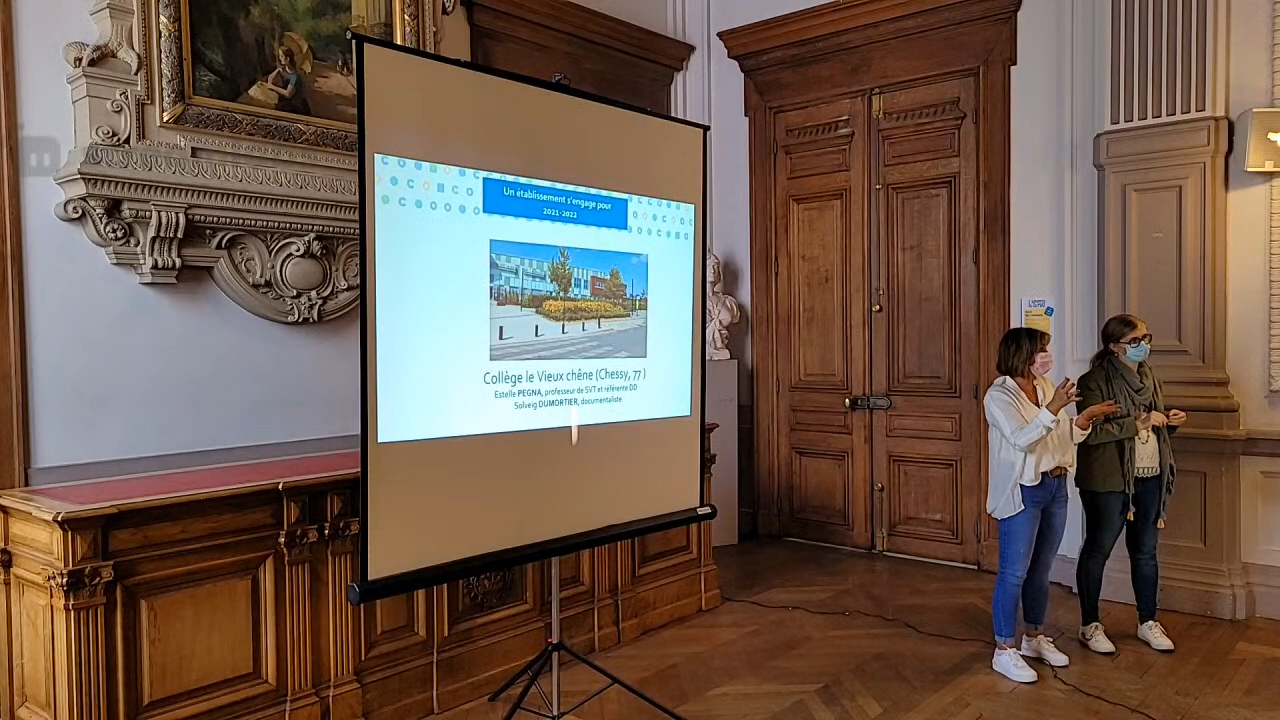 Un établissement s'engage pour
2021-2022
Collège le Vieux chêne (Chessy, 77 )
Estelle PEGNA, professeur de SVT et référente DD
Solveig DUMORTIER, documentaliste